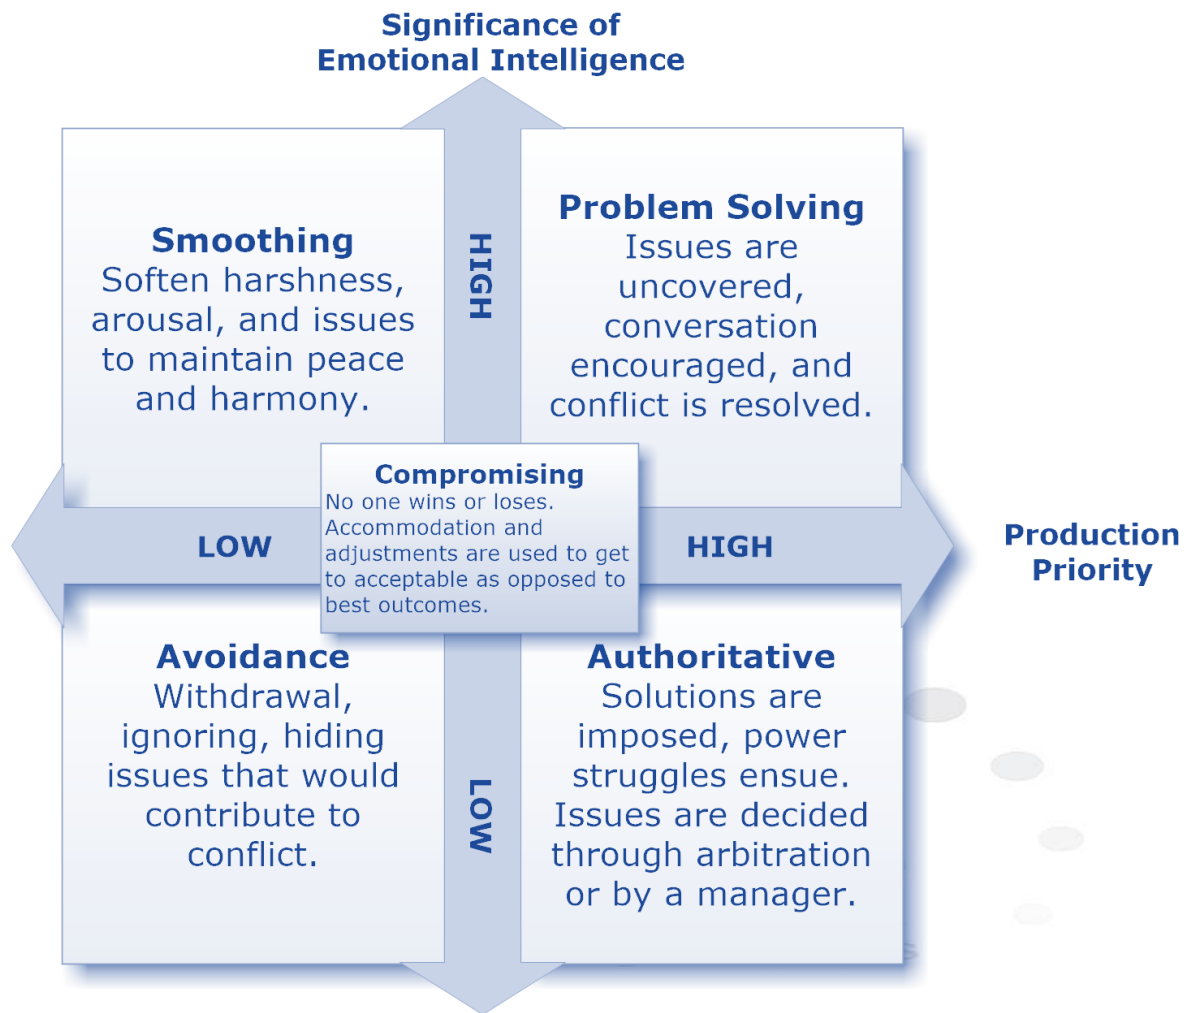 Significance of
Emotional Intelligence
Smoothing
Soften harshness,
arousal, and issues
to maintain peace
and harmony.
HIGH
Problem Solving
Issues are
uncovered,
conversation
encouraged, and
conflict is resolved.
LOW
Compromising
No one wins or loses.
Accommodation and
adjustments are used to get
to acceptable as opposed to
best outcomes.
HIGH
Production
Priority
Avoidance
Withdrawal,
ignoring, hiding
issues that would
contribute to
conflict.
LOW
Authoritative
Solutions are
imposed, power
struggles ensue.
Issues are decided
through arbitration
or by a manager.